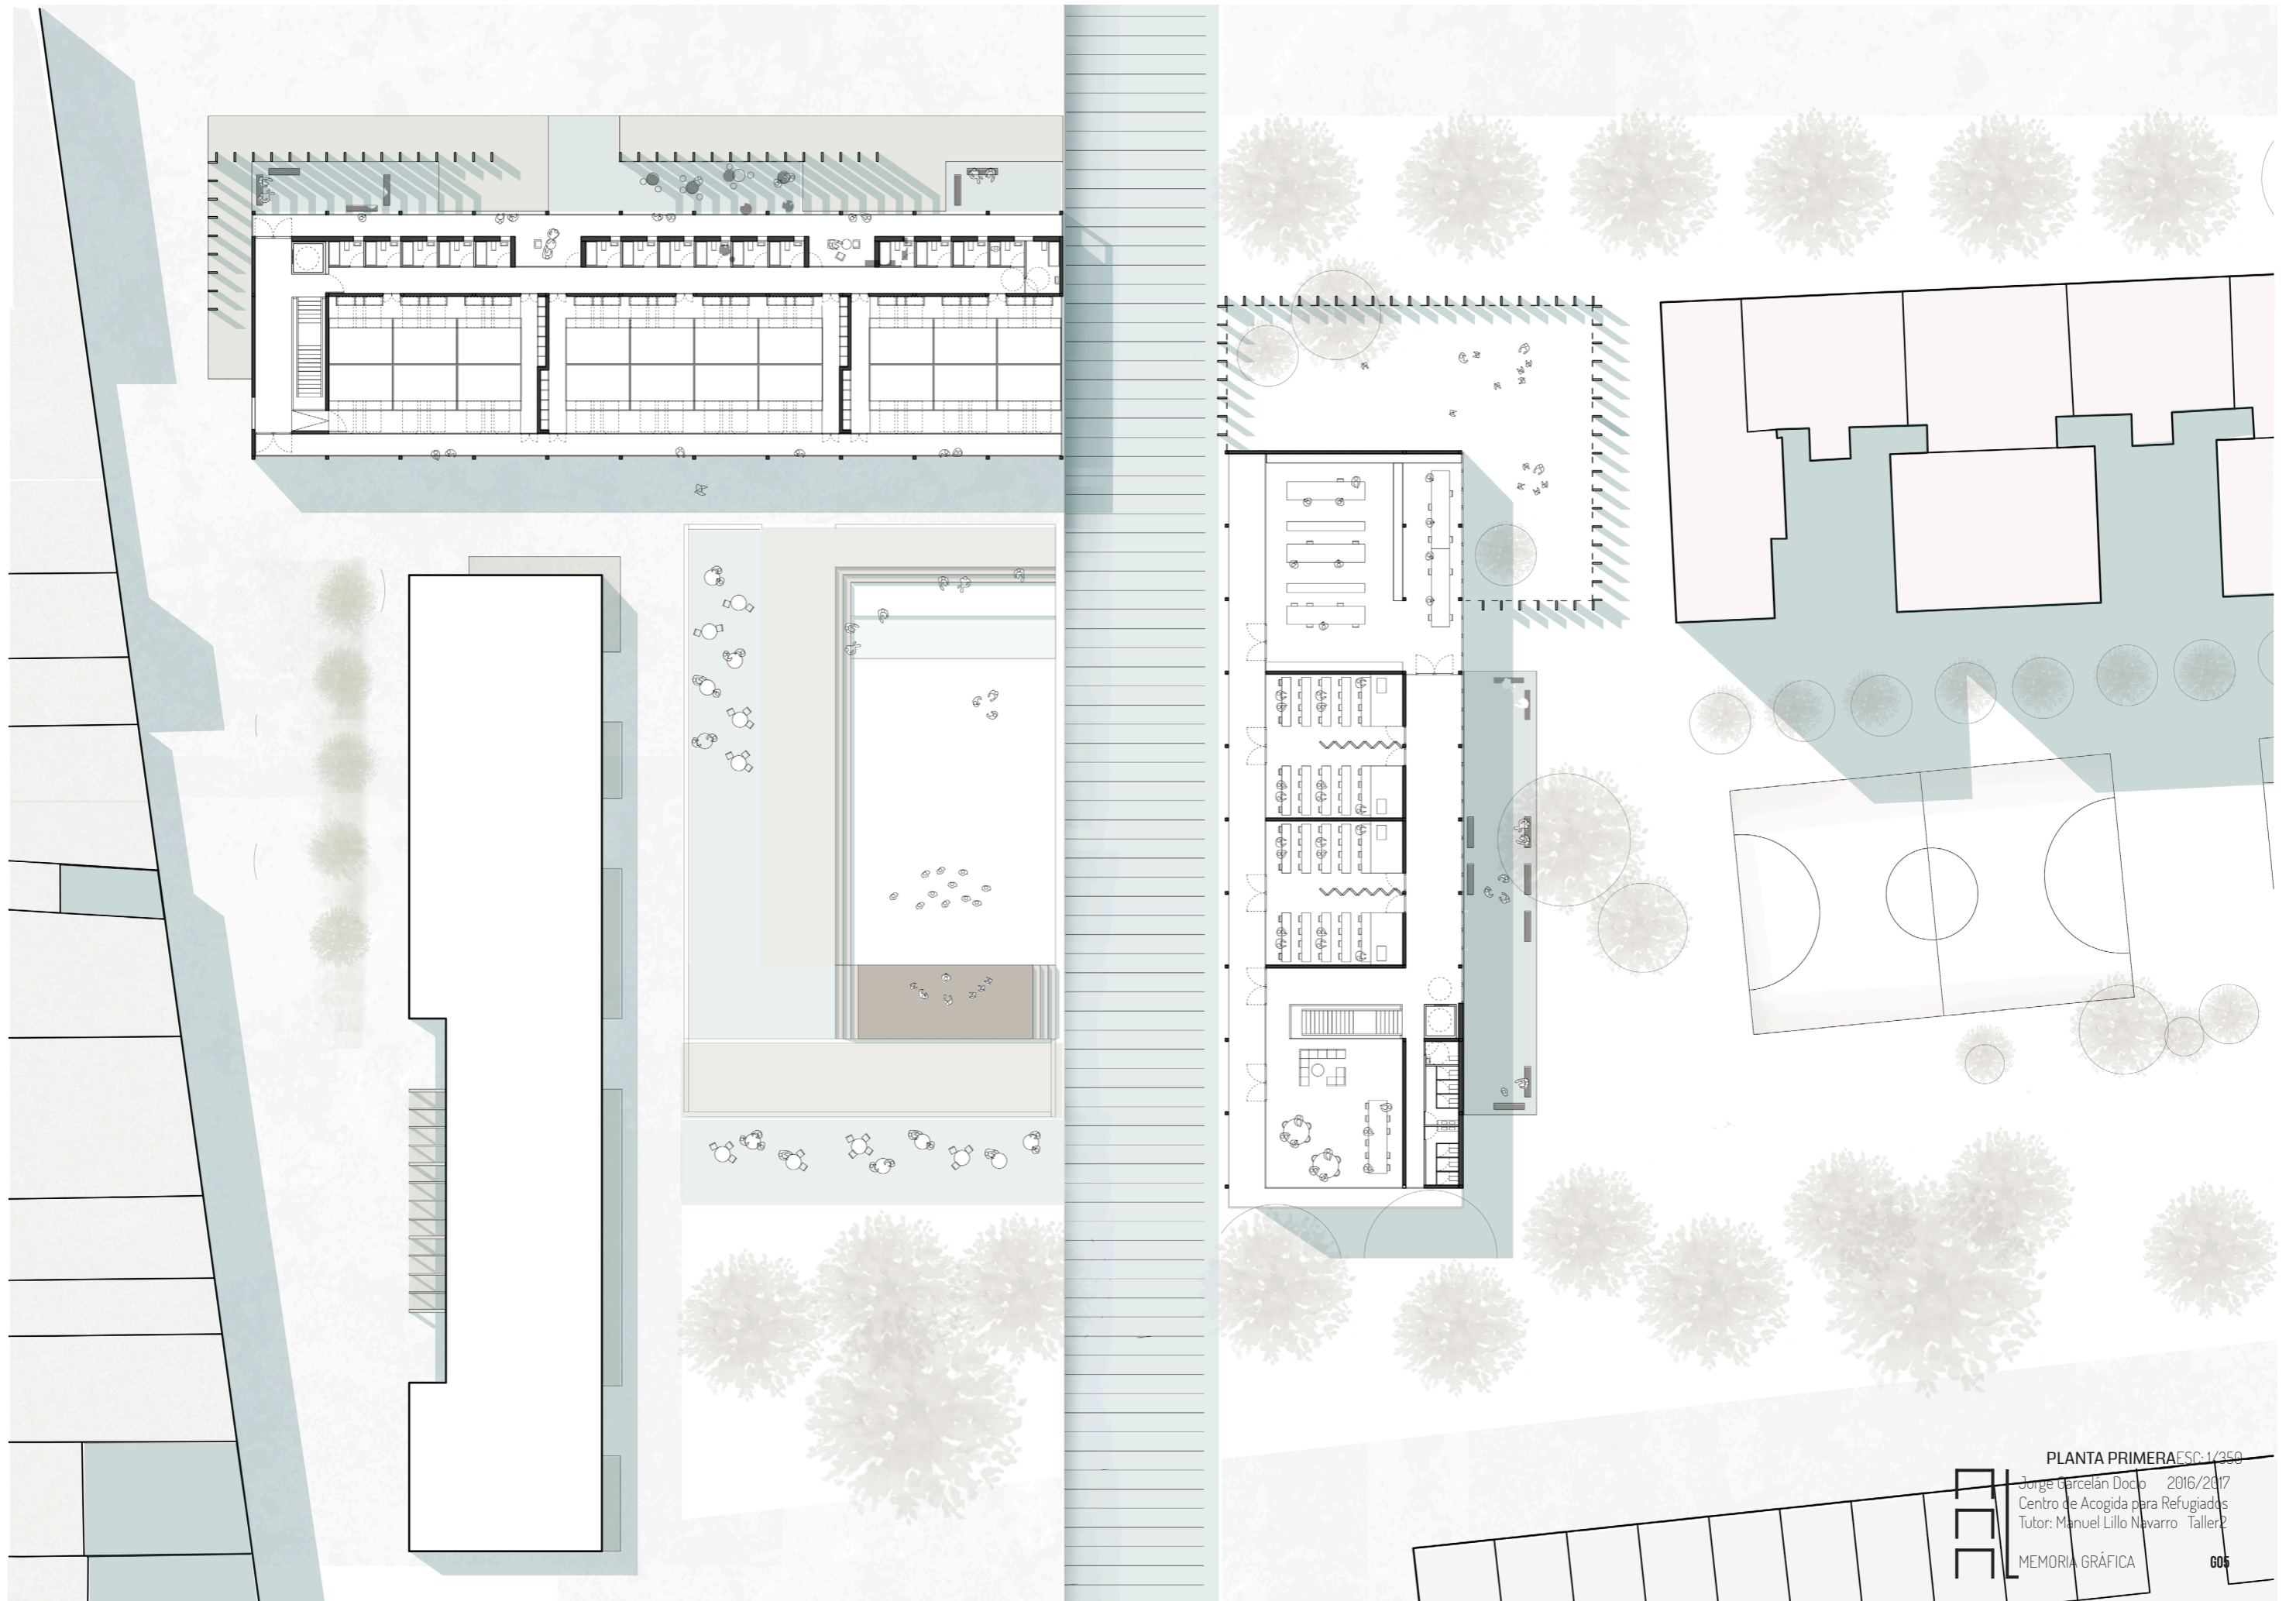 PLANTA PRIMERA ESC: 1/350
Jorge Garcelán Docio 2016/2017
Centro de Acogida para Refugiados
Tutor: Manuel Lillo Navarro Taller2
MEMORIA GRÁFICA G05